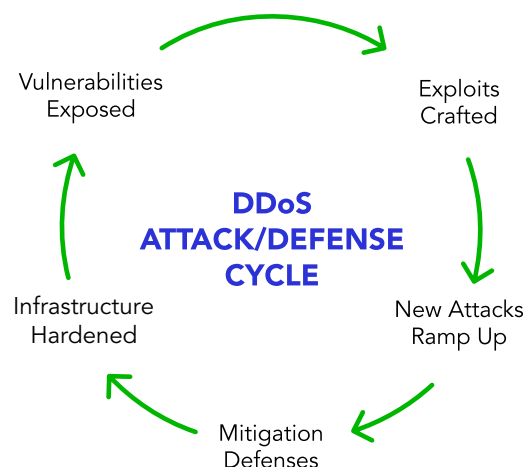 Vulnerabilities
Exposed
Exploits
Crafted
DDoS
ATTACK/DEFENSE
CYCLE
Infrastructure
Hardened
New Attacks
Ramp Up
Mitigation
Defenses